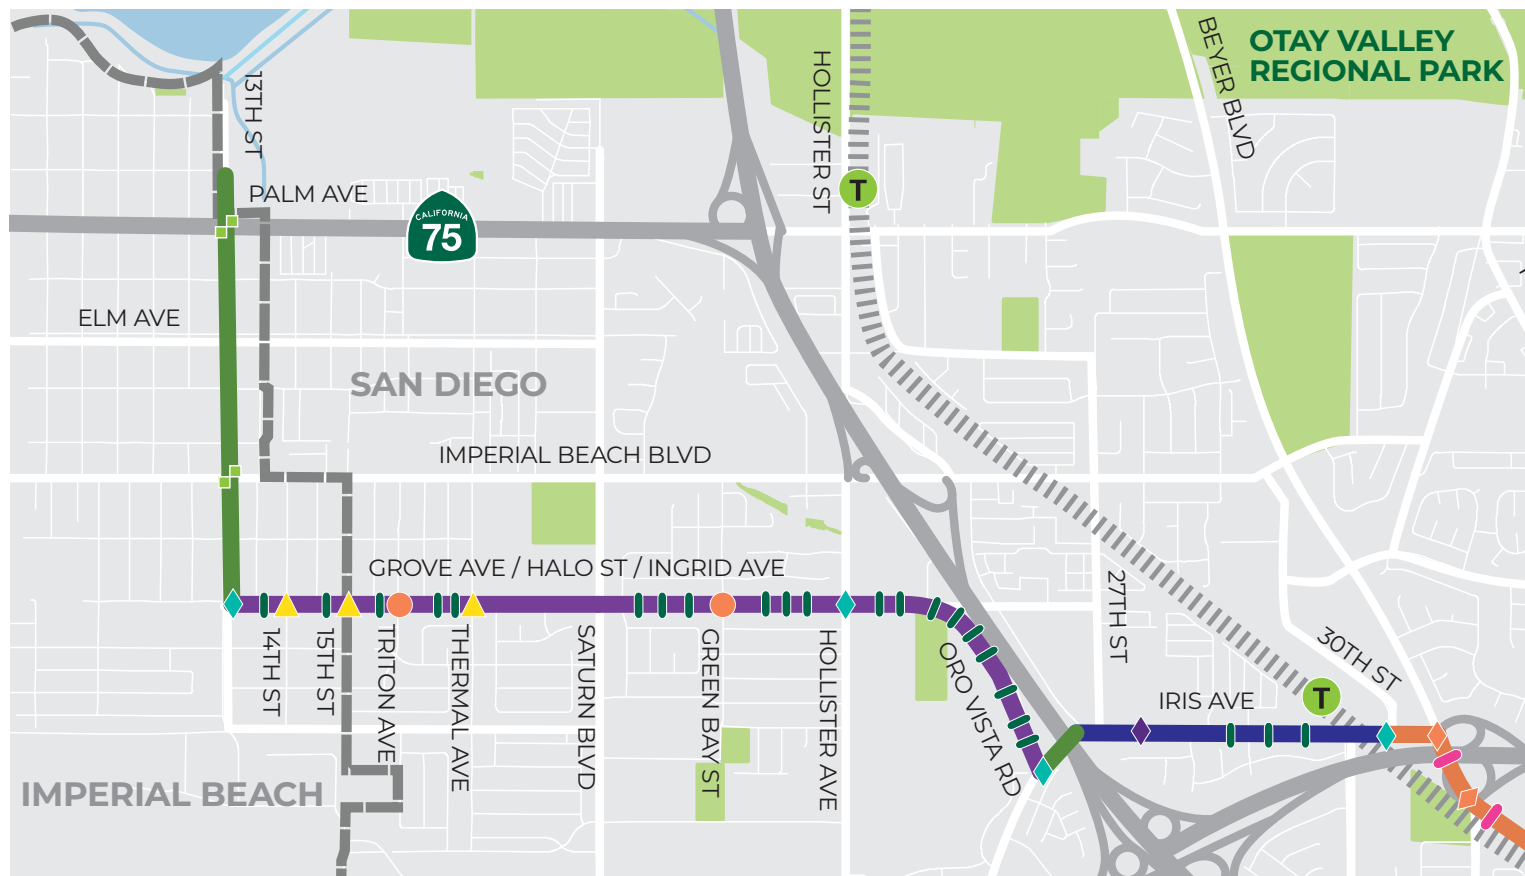 OTAY VALLEY
REGIONAL PARK
BEYER BLVD
HOLLISTER ST
13TH ST
T
PALM AVE
CALIFORNIA
75
ELM AVE
SAN DIEGO
IMPERIAL BEACH BLVD
GROVE AVE / HALO ST / INGRID AVE
14TH ST
15TH ST
TRITON AVE
THERMAL AVE
SATURN BLVD
GREEN BAY ST
HOLLISTER AVE
ORO VISTA RD
27TH ST
30TH ST
IRIS AVE
T
IMPERIAL BEACH